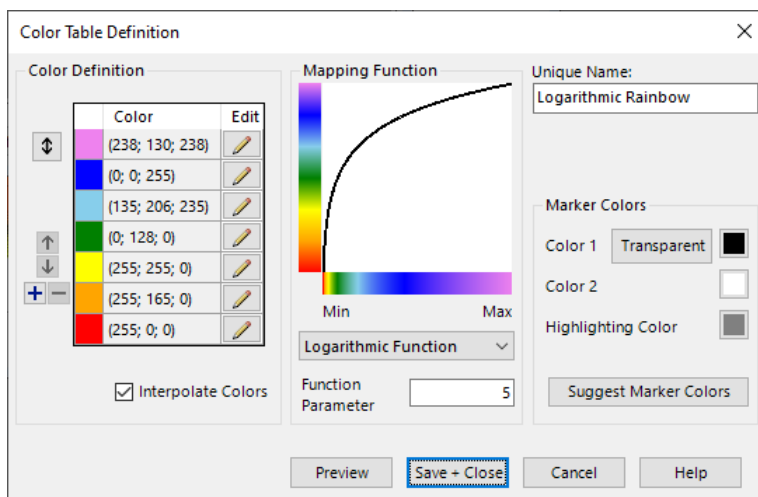 Color Table Definition
Color Definition
Color Edit
(238; 130; 238)
(0; 0; 255)
(135; 206; 235)
(0; 128; 0)
(255; 255; 0)
(255; 165; 0)
(255; 0; 0)
Interpolate Colors
Mapping Function
Min Max
Logarithmic Function
Function
Parameter
5
Unique Name:
Logarithmic Rainbow
Marker Colors
Color 1 Transparent
Color 2
Highlighting Color
Suggest Marker Colors
Preview Save + Close Cancel Help